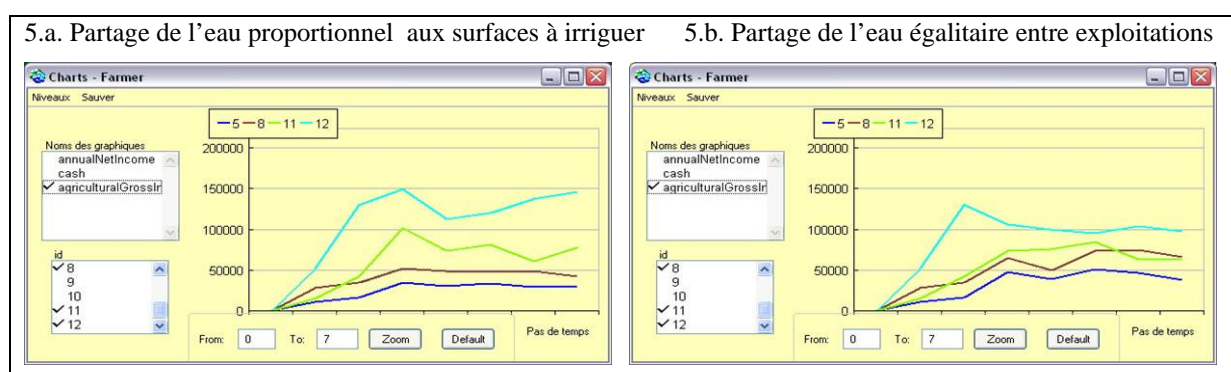 5.a. Partage de l’eau proportionnel aux surfaces à irriguer
5.b. Partage de l’eau égalitaire entre exploitations
Charts - Farmer
Niveaux Sauver
5 8 11 12
Noms des graphiques
annualNetIncome
cash
agriculturalGrossIn
id
8
9
10
11
12
200000
150000
100000
50000
0
From: 0 To: 7 Zoom Default
Pas de temps
Charts - Farmer
Niveaux Sauver
5 8 11 12
Noms des graphiques
annualNetIncome
cash
agriculturalGrossIn
id
8
9
10
11
12
200000
150000
100000
50000
0
From: 0 To: 7 Zoom Default
Pas de temps